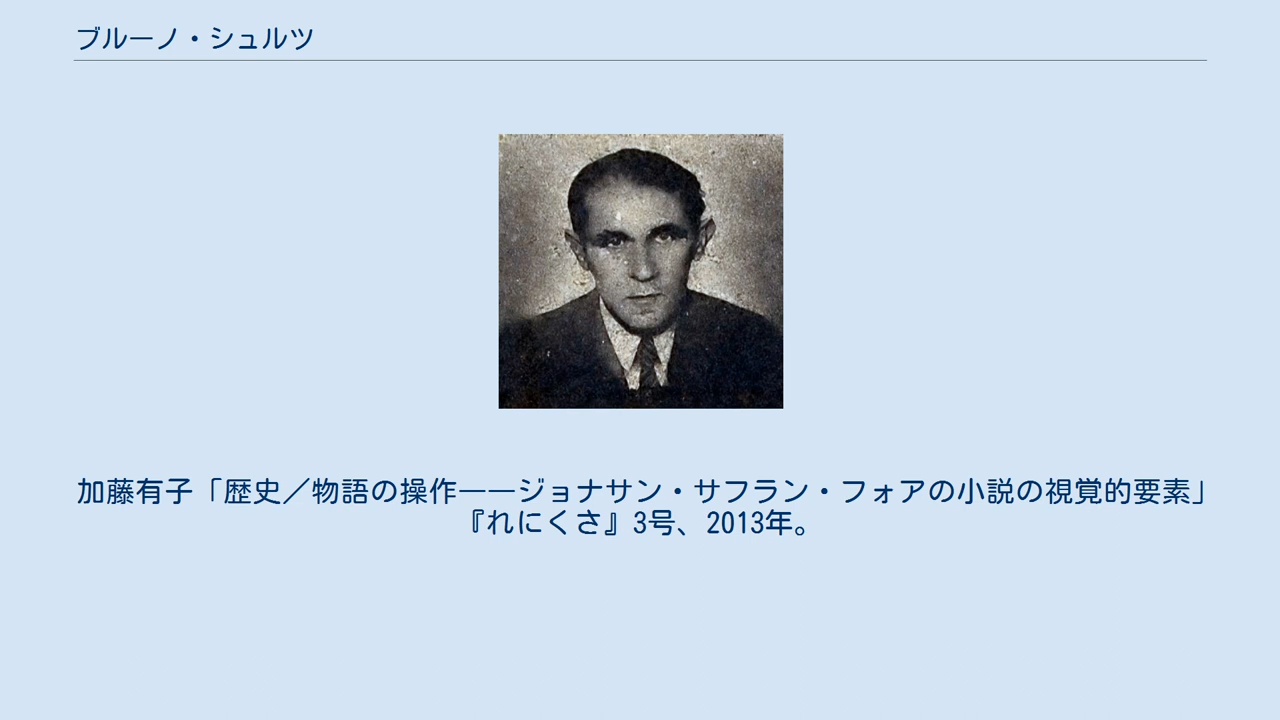 ブルーノ・シュルツ
加藤有子「歴史／物語の操作――ジョナサン・サフラン・フォアの小説の視覚的要素」
『れにくさ』3号、2013年。